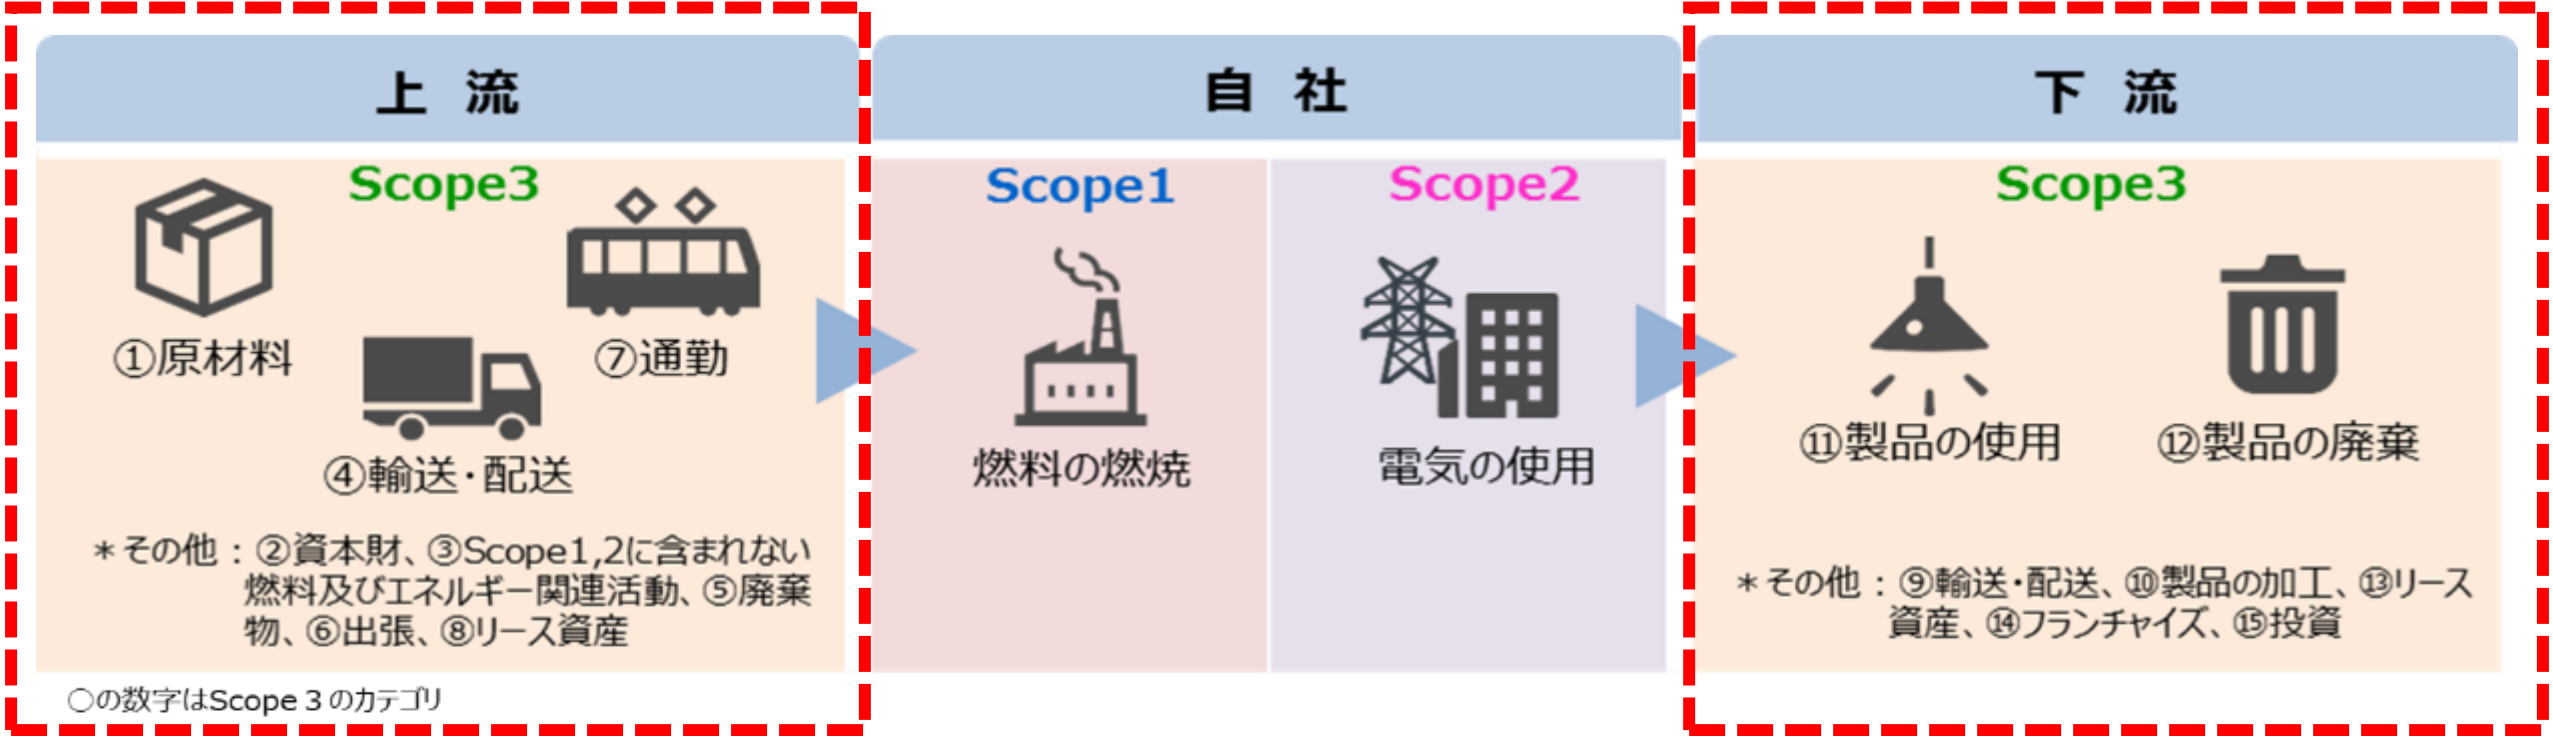 上 流
自 社
下 流
Scope3
Scope1
Scope2
Scope3
①原材料
⑦通勤
④輸送・配送
燃料の燃焼
電気の使用
⑪製品の使用
⑫製品の廃棄
＊その他：②資本財、③Scope1,2に含まれない
燃料及びエネルギー関連活動、⑤廃棄
物、⑥出張、⑧リース資産
＊その他：⑨輸送・配送、⑩製品の加工、⑬リース
資産、⑭フランチャイズ、⑮投資
○の数字はScope３のカテゴリ